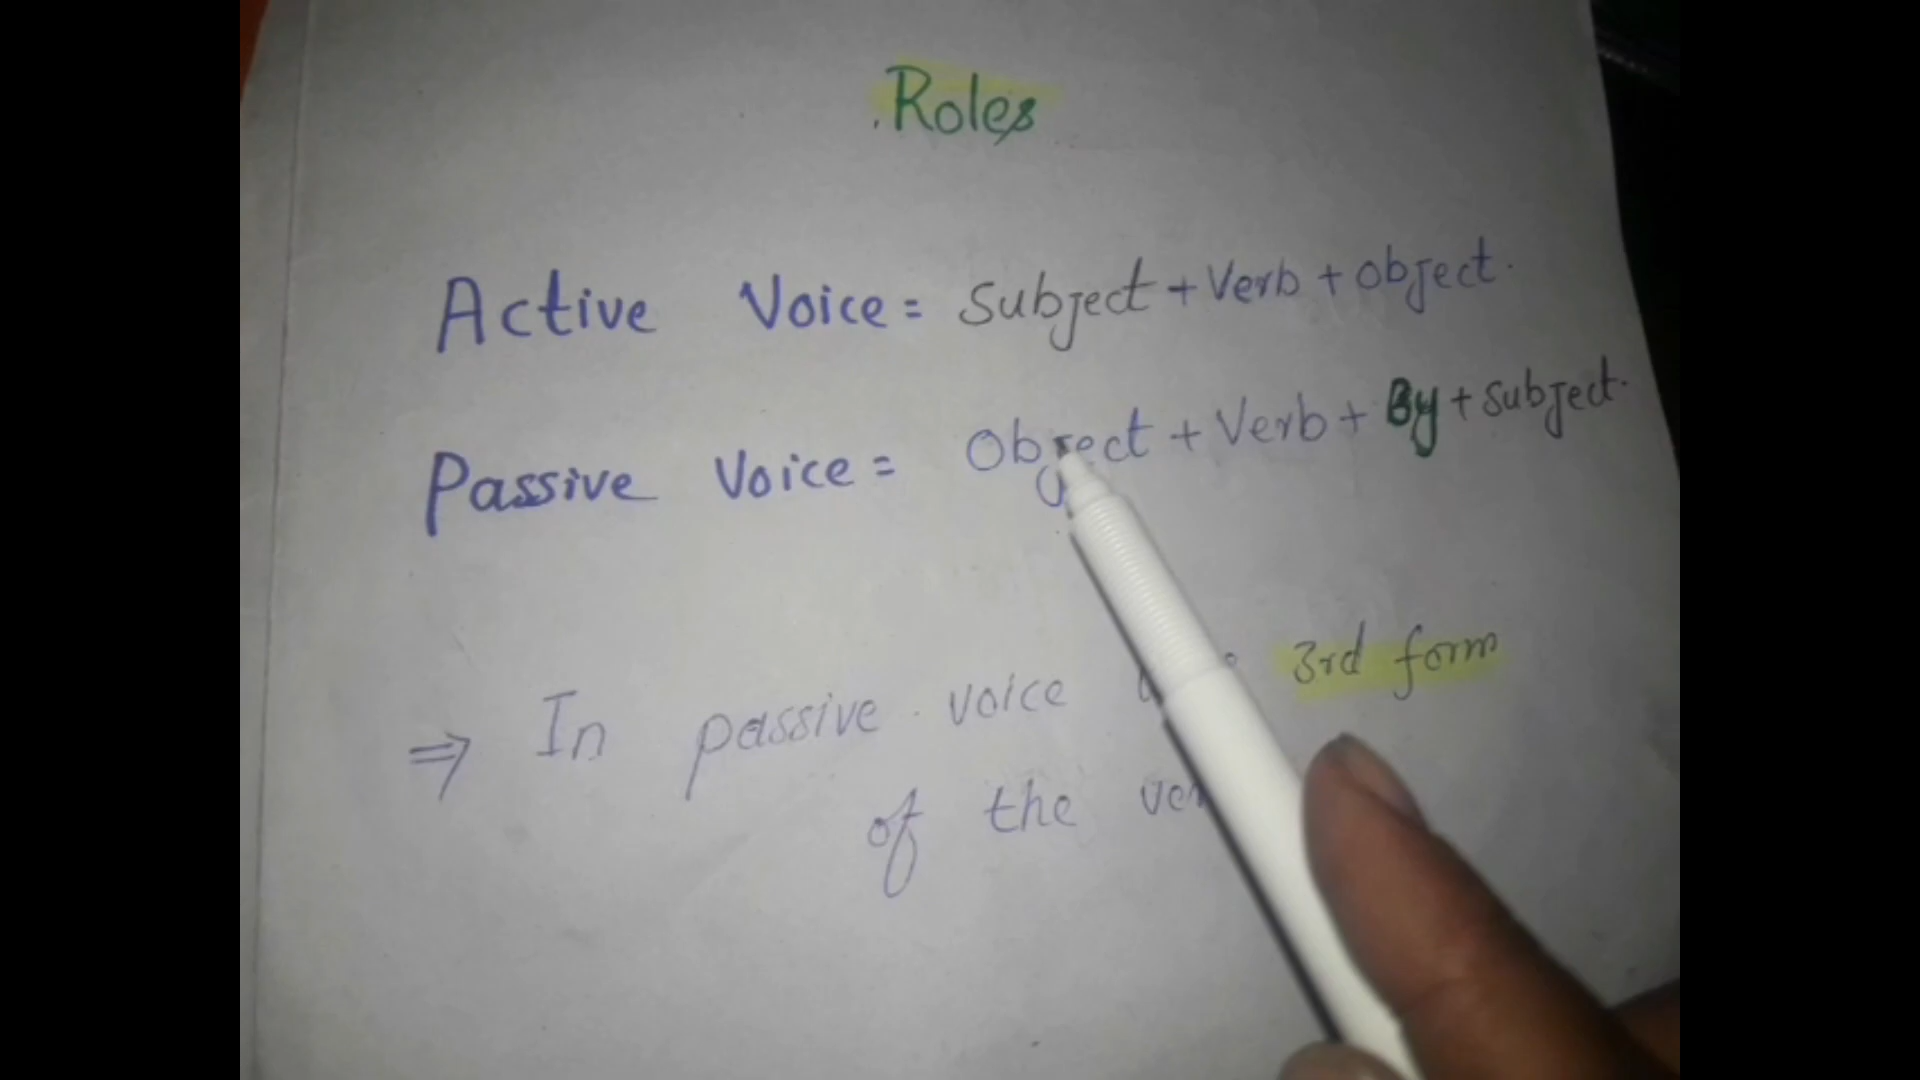 Roles
Active Voice = Subject + Verb + object.
Passive Voice = Object + Verb + By + subject.
⇒ In passive voice 3rd form
of the